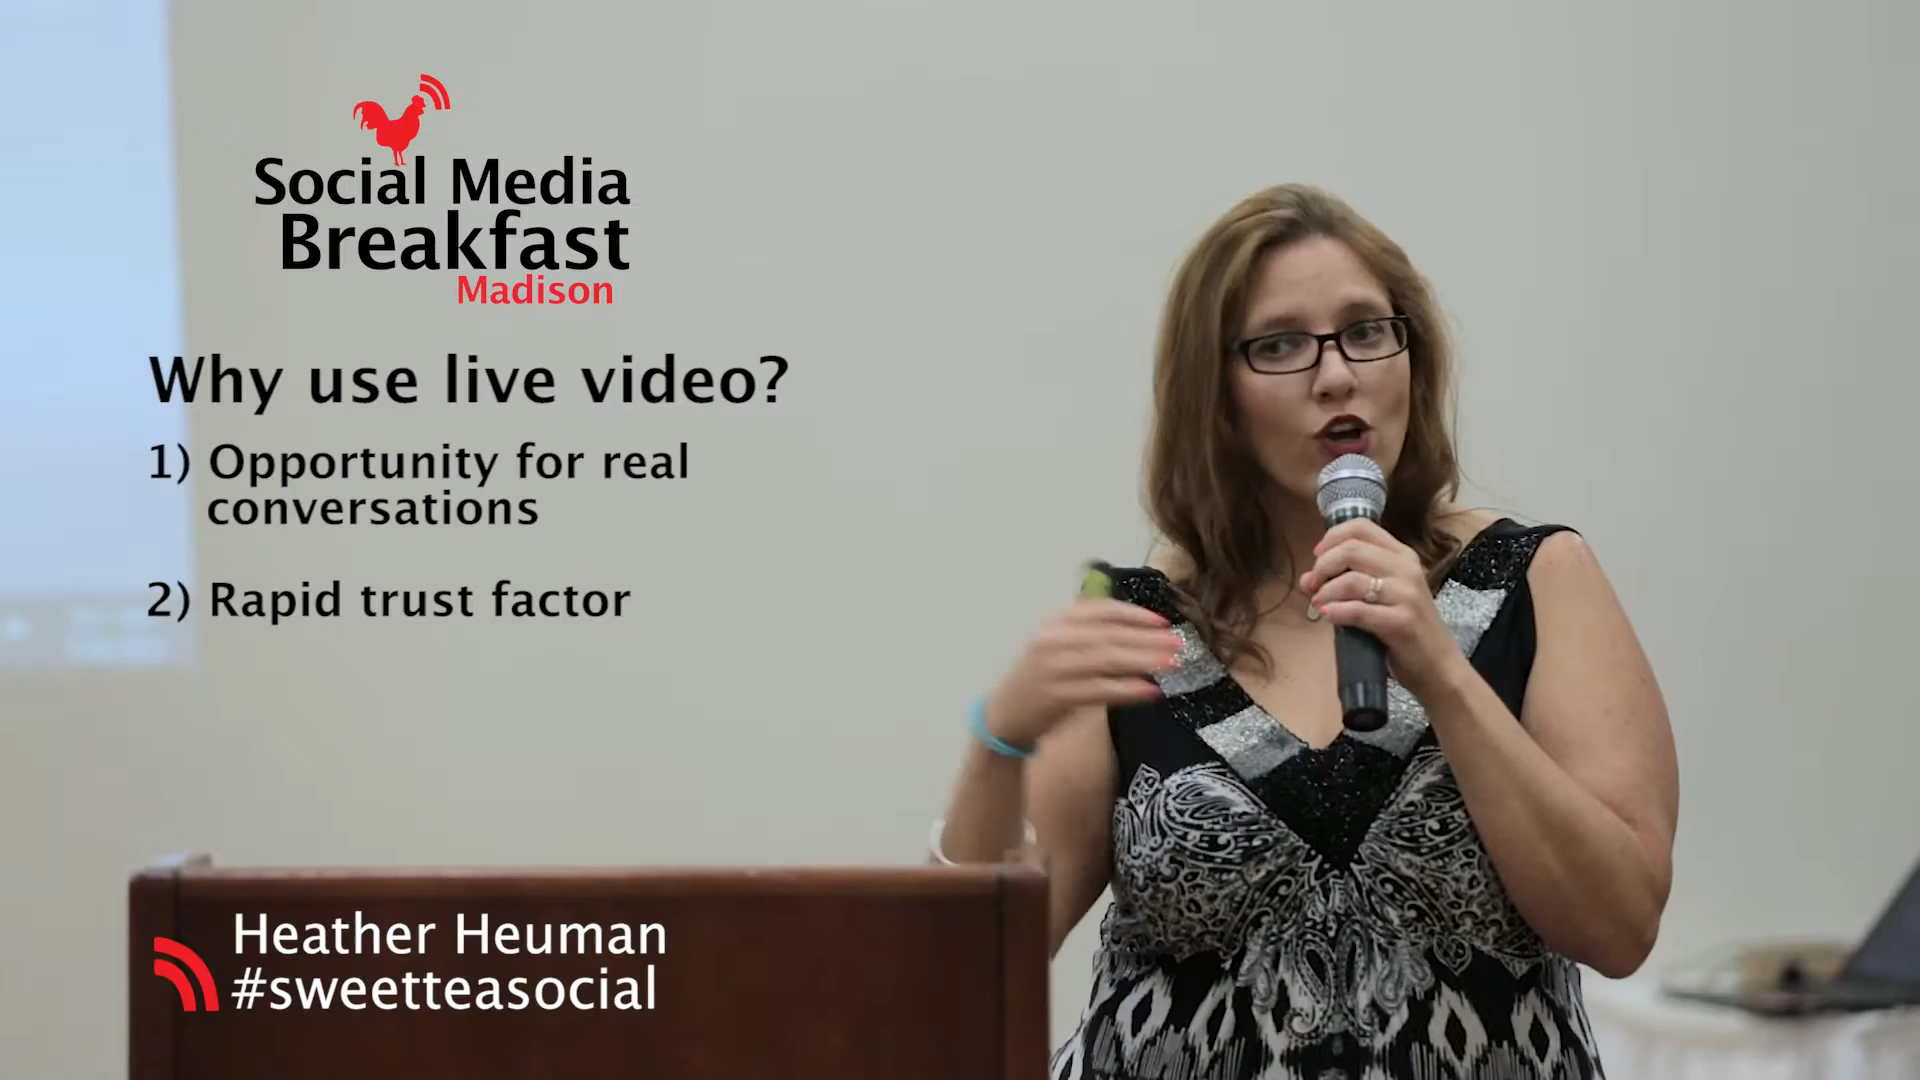 Social Media
Breakfast
Madison
Why use live video?
1) Opportunity for real
conversations
2) Rapid trust factor
Heather Heuman
#sweetteasocial